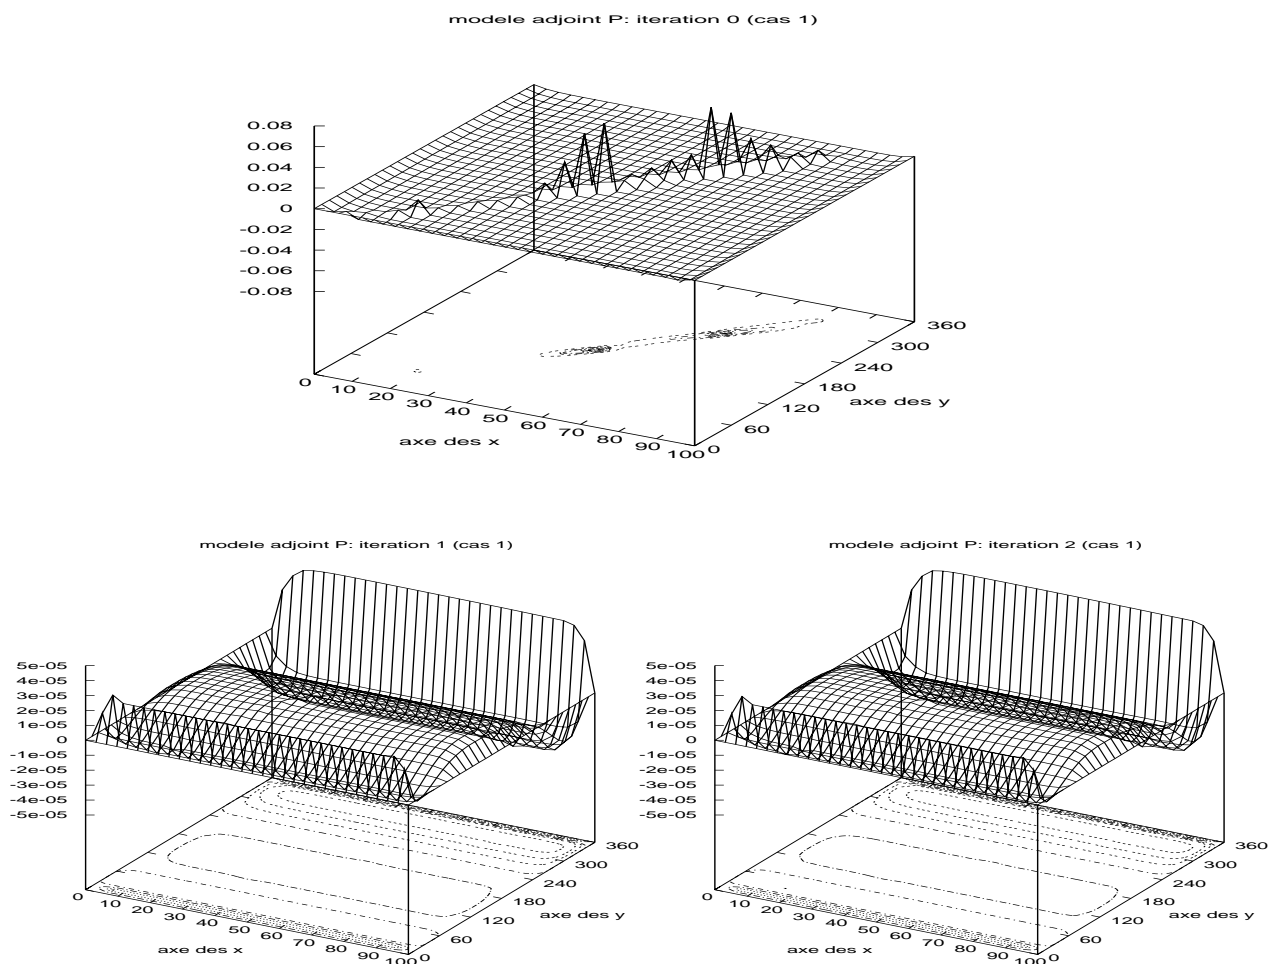 modele adjoint P: iteration 0 (cas 1)
0.08
0.06
0.04
0.02
0
-0.02
-0.04
-0.06
-0.08
0 10 20 30 40 50 60 70 80 90 100
axe des x
0 60 120 180 240 300 360
axe des y
modele adjoint P: iteration 1 (cas 1)
5e-05
4e-05
3e-05
2e-05
1e-05
0
-1e-05
-2e-05
-3e-05
-4e-05
-5e-05
0 10 20 30 40 50 60 70 80 90 100
axe des x
0 60 120 180 240 300 360
axe des y
modele adjoint P: iteration 2 (cas 1)
5e-05
4e-05
3e-05
2e-05
1e-05
0
-1e-05
-2e-05
-3e-05
-4e-05
-5e-05
0 10 20 30 40 50 60 70 80 90 100
axe des x
0 60 120 180 240 300 360
axe des y